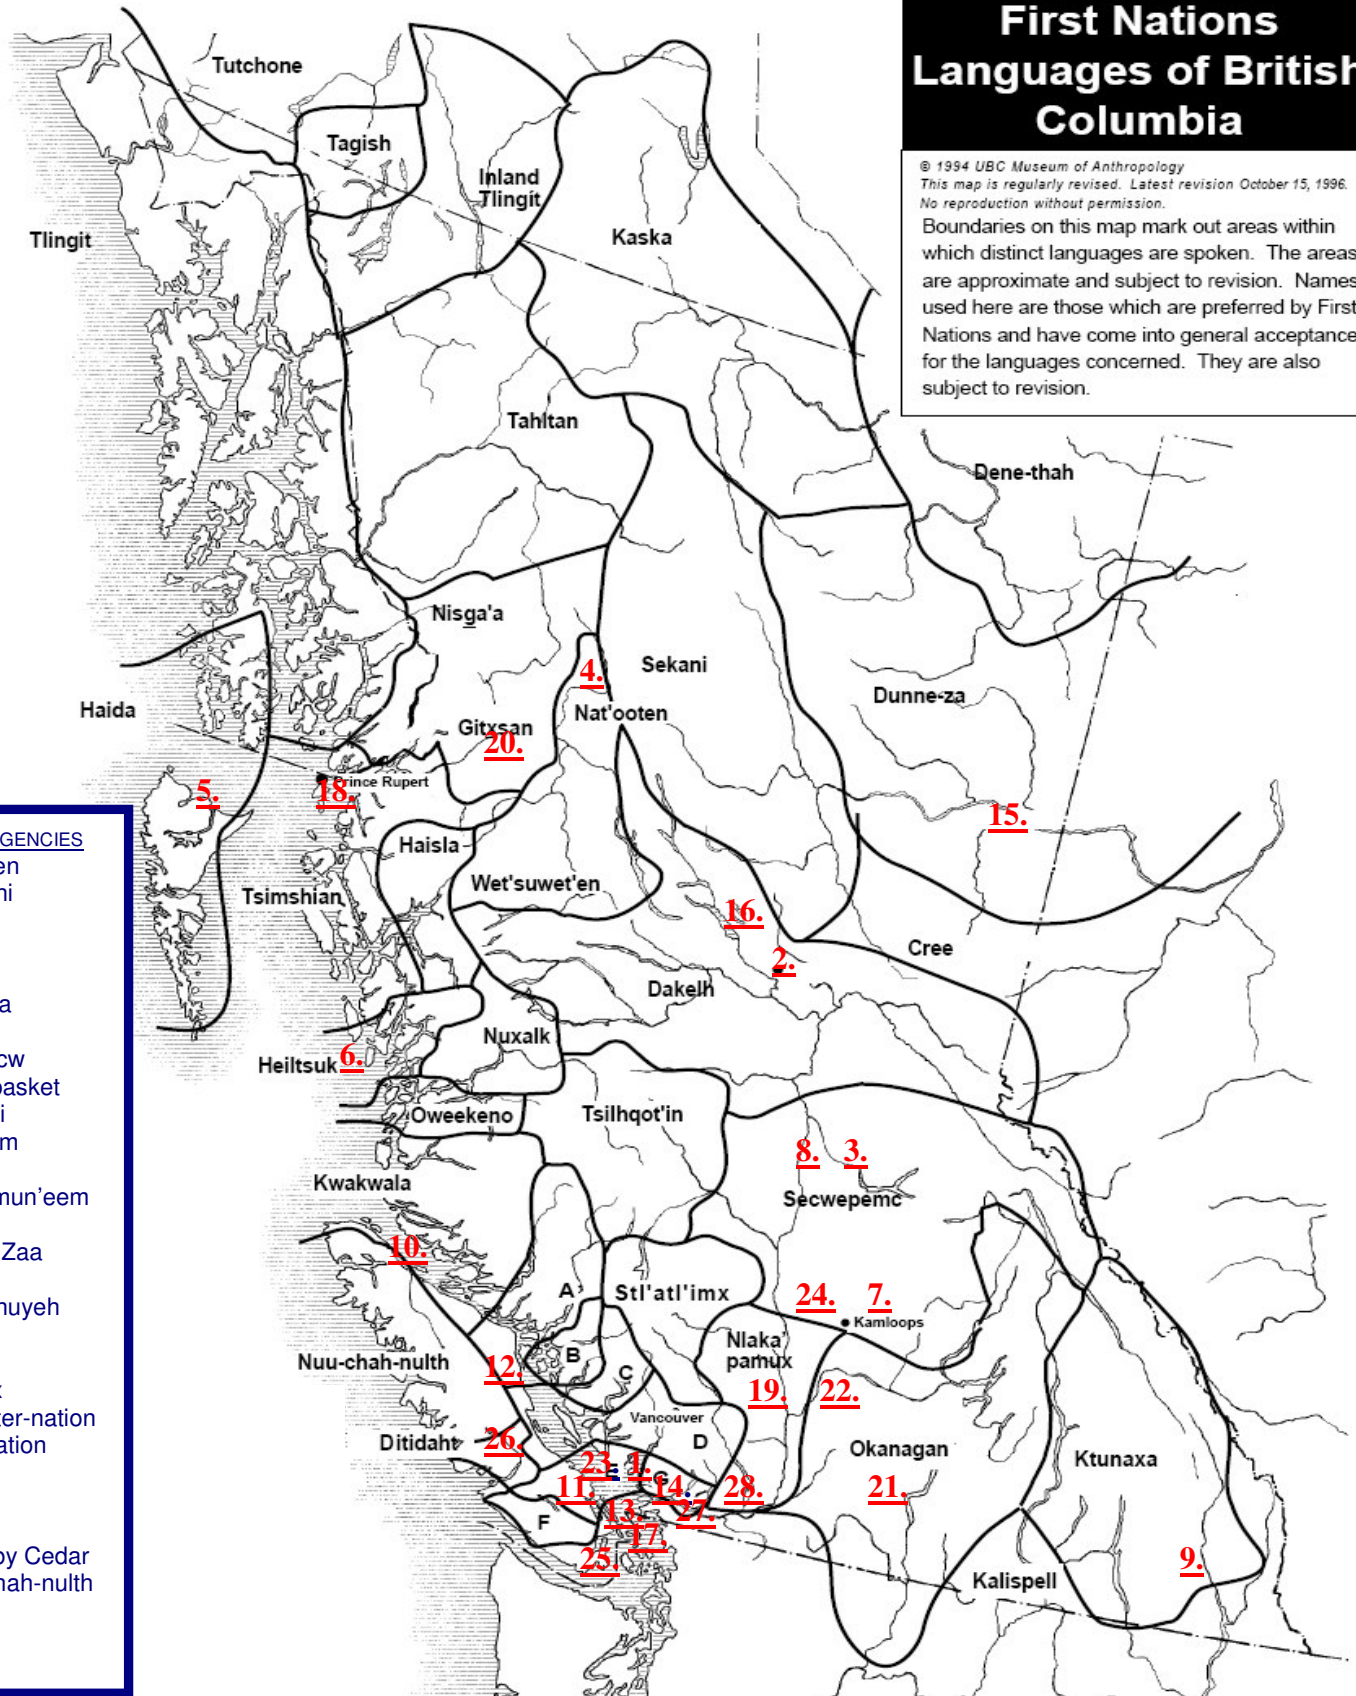 First Nations
Languages of British
Columbia
© 1994 UBC Museum of Anthropology
This map is regularly revised. Latest revision October 15, 1996.
No reproduction without permission.
Boundaries on this map mark out areas within
which distinct languages are spoken. The areas
are approximate and subject to revision. Names
used here are those which are preferred by First
Nations and have come into general acceptance
for the languages concerned. They are also
subject to revision.
Tutchone
Tagish
Inland
Tlingit
Tlingit
Kaska
Tahltan
Dene-thah
Nisga'a
4.
Sekani
Dunne-za
Haida
Nat'ooten
Gitxsan
20.
5.
18.
Prince Rupert
15.
Haisla
Wet'suwet'en
Tsimshian
16.
2.
Cree
Dakelh
Nuxalk
Heiltsuk
6.
Oweekeno
Tsilhqot'in
8.
3.
Kwakwala
Secwepemc
10.
A
Stl'atl'imx
24.
7.
Kamloops
Nlaka'
pamux
Nuu-chah-nulth
B
C
12.
19.
22.
Vancouver
D
Ditidaht
26.
Okanagan
Ktunaxa
23.
1.
11.
14.
28.
21.
13.
27.
F
17.
25.
Kalispell
9.
GENCIES
en
ni
a
cw
basket
i
m
mun'eem
Zaa
huyeh
x
ter-nation
ation
by Cedar
hah-nulth